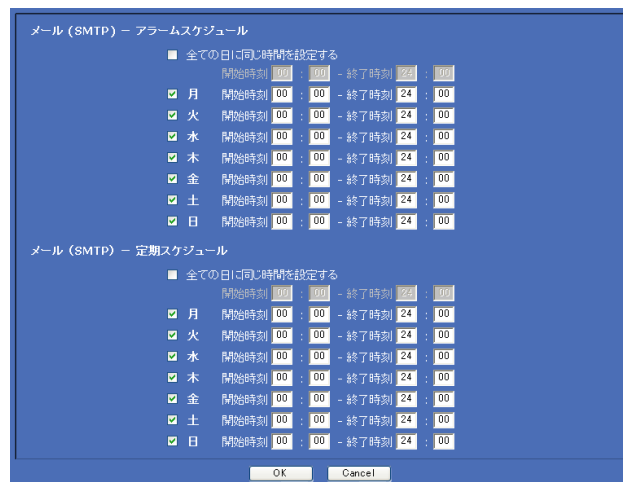 メール (SMTP) － アラームスケジュール
全ての日に同じ時間を設定する
開始時刻 00 : 00 - 終了時刻 24 : 00
月 開始時刻 00 : 00 - 終了時刻 24 : 00
火 開始時刻 00 : 00 - 終了時刻 24 : 00
水 開始時刻 00 : 00 - 終了時刻 24 : 00
木 開始時刻 00 : 00 - 終了時刻 24 : 00
金 開始時刻 00 : 00 - 終了時刻 24 : 00
土 開始時刻 00 : 00 - 終了時刻 24 : 00
日 開始時刻 00 : 00 - 終了時刻 24 : 00
メール (SMTP) － 定期スケジュール
全ての日に同じ時間を設定する
開始時刻 00 : 00 - 終了時刻 24 : 00
月 開始時刻 00 : 00 - 終了時刻 24 : 00
火 開始時刻 00 : 00 - 終了時刻 24 : 00
水 開始時刻 00 : 00 - 終了時刻 24 : 00
木 開始時刻 00 : 00 - 終了時刻 24 : 00
金 開始時刻 00 : 00 - 終了時刻 24 : 00
土 開始時刻 00 : 00 - 終了時刻 24 : 00
日 開始時刻 00 : 00 - 終了時刻 24 : 00
OK Cancel